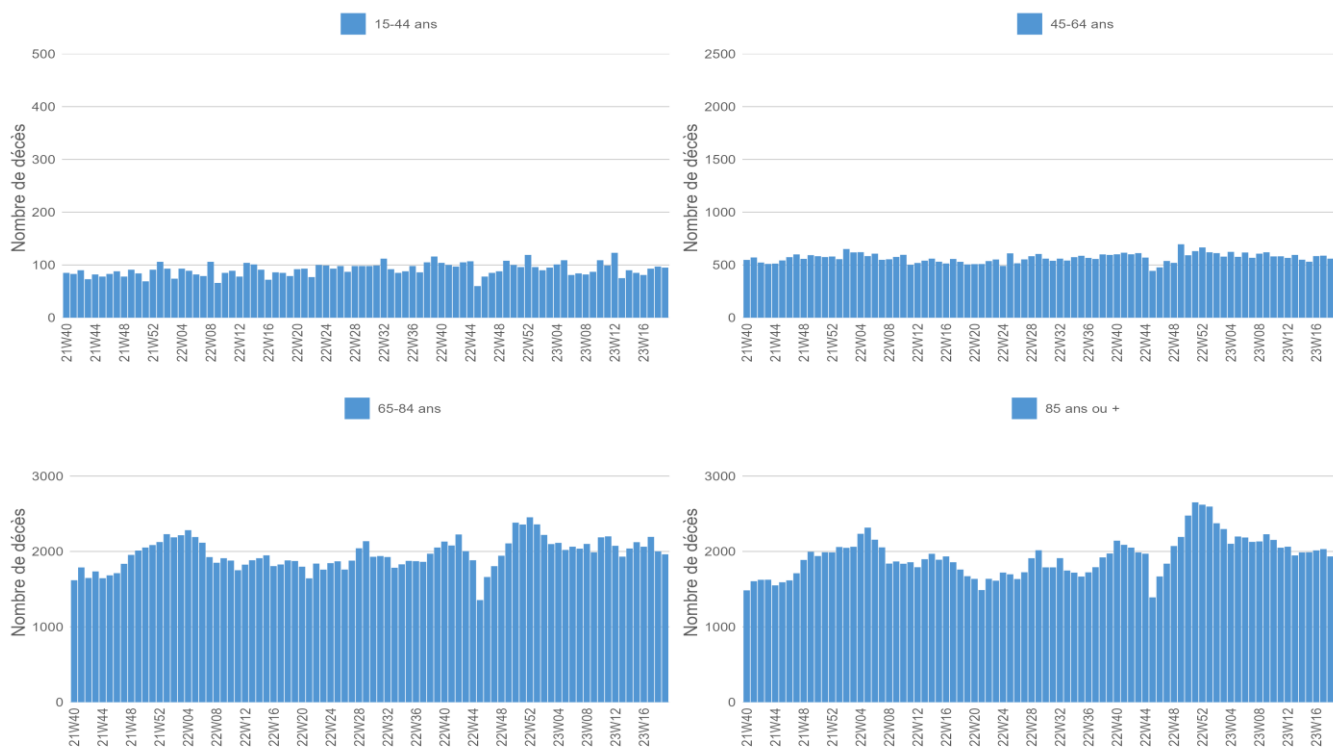 15-44 ans
500
400
300
200
100
0
Nombre de décès
21W40 21W44 21W48 21W52 22W04 22W08 22W12 22W16 22W20 22W24 22W28 22W32 22W36 22W40 22W44 22W48 22W52 23W04 23W08 23W12 23W16
45-64 ans
2500
2000
1500
1000
500
0
Nombre de décès
21W40 21W44 21W48 21W52 22W04 22W08 22W12 22W16 22W20 22W24 22W28 22W32 22W36 22W40 22W44 22W48 22W52 23W04 23W08 23W12 23W16
65-84 ans
3000
2000
1000
0
Nombre de décès
21W40 21W44 21W48 21W52 22W04 22W08 22W12 22W16 22W20 22W24 22W28 22W32 22W36 22W40 22W44 22W48 22W52 23W04 23W08 23W12 23W16
85 ans ou +
3000
2000
1000
0
Nombre de décès
21W40 21W44 21W48 21W52 22W04 22W08 22W12 22W16 22W20 22W24 22W28 22W32 22W36 22W40 22W44 22W48 22W52 23W04 23W08 23W12 23W16